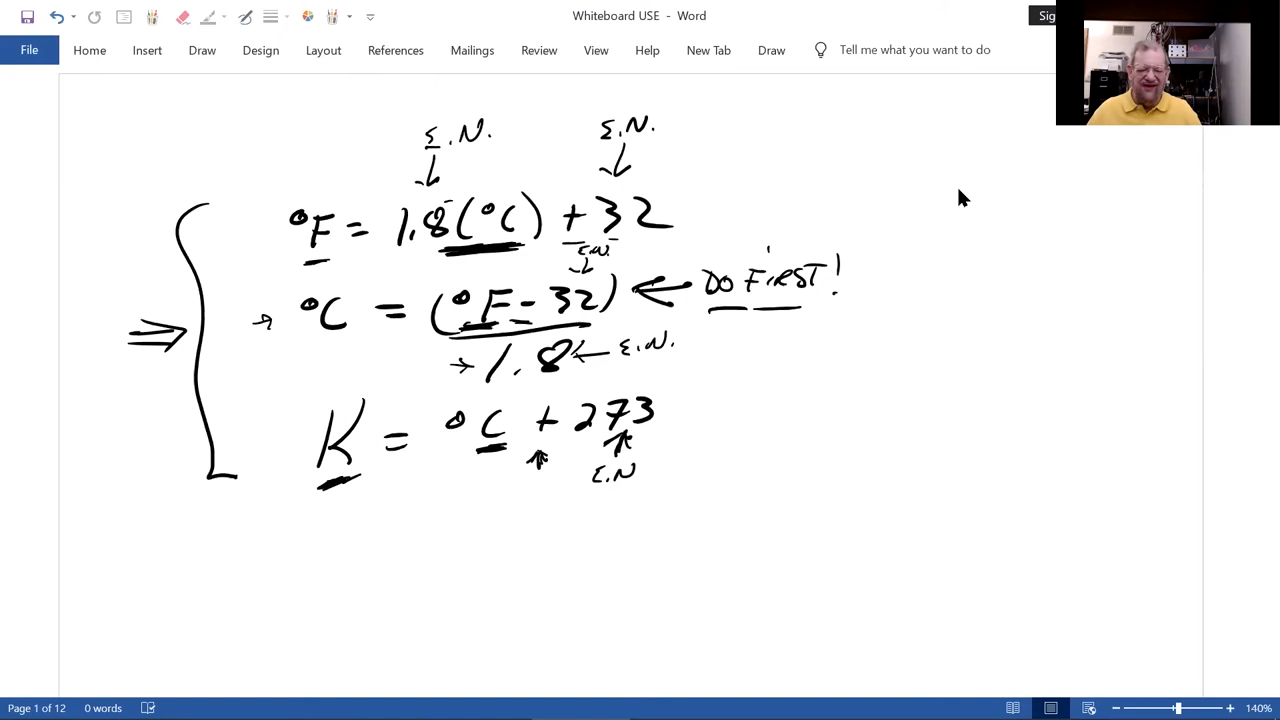 Whiteboard USE - Word
Sig
File Home Insert Draw Design Layout References Mailings Review View Help New Tab Draw Tell me what you want to do
E.N. E.N.
°F = 1.8(°C) + 32
E.N.
°C = (°F - 32) ← DO FIRST!
→ 1.8 ← E.N.
K = °C + 273
E.N
Page 1 of 12 0 words 140%